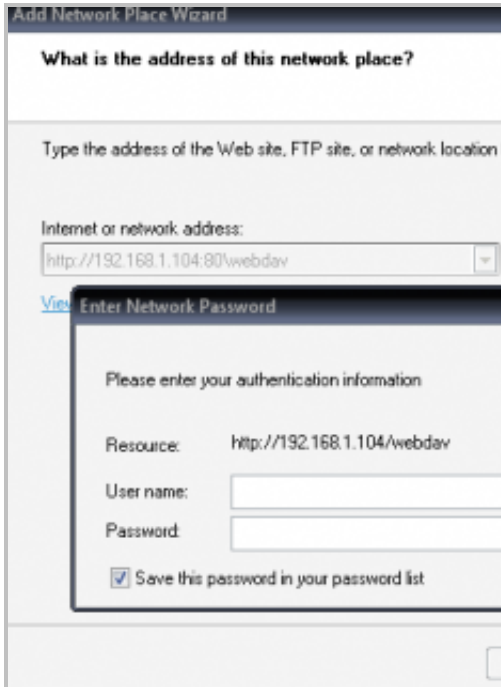 Add Network Place Wizard
What is the address of this network place?
Type the address of the Web site, FTP site, or network location
Internet or network address:
http://192.168.1.104:80\webdav
View
Enter Network Password
Please enter your authentication information
Resource: http://192.168.1.104/webdav
User name:
Password:
Save this password in your password list